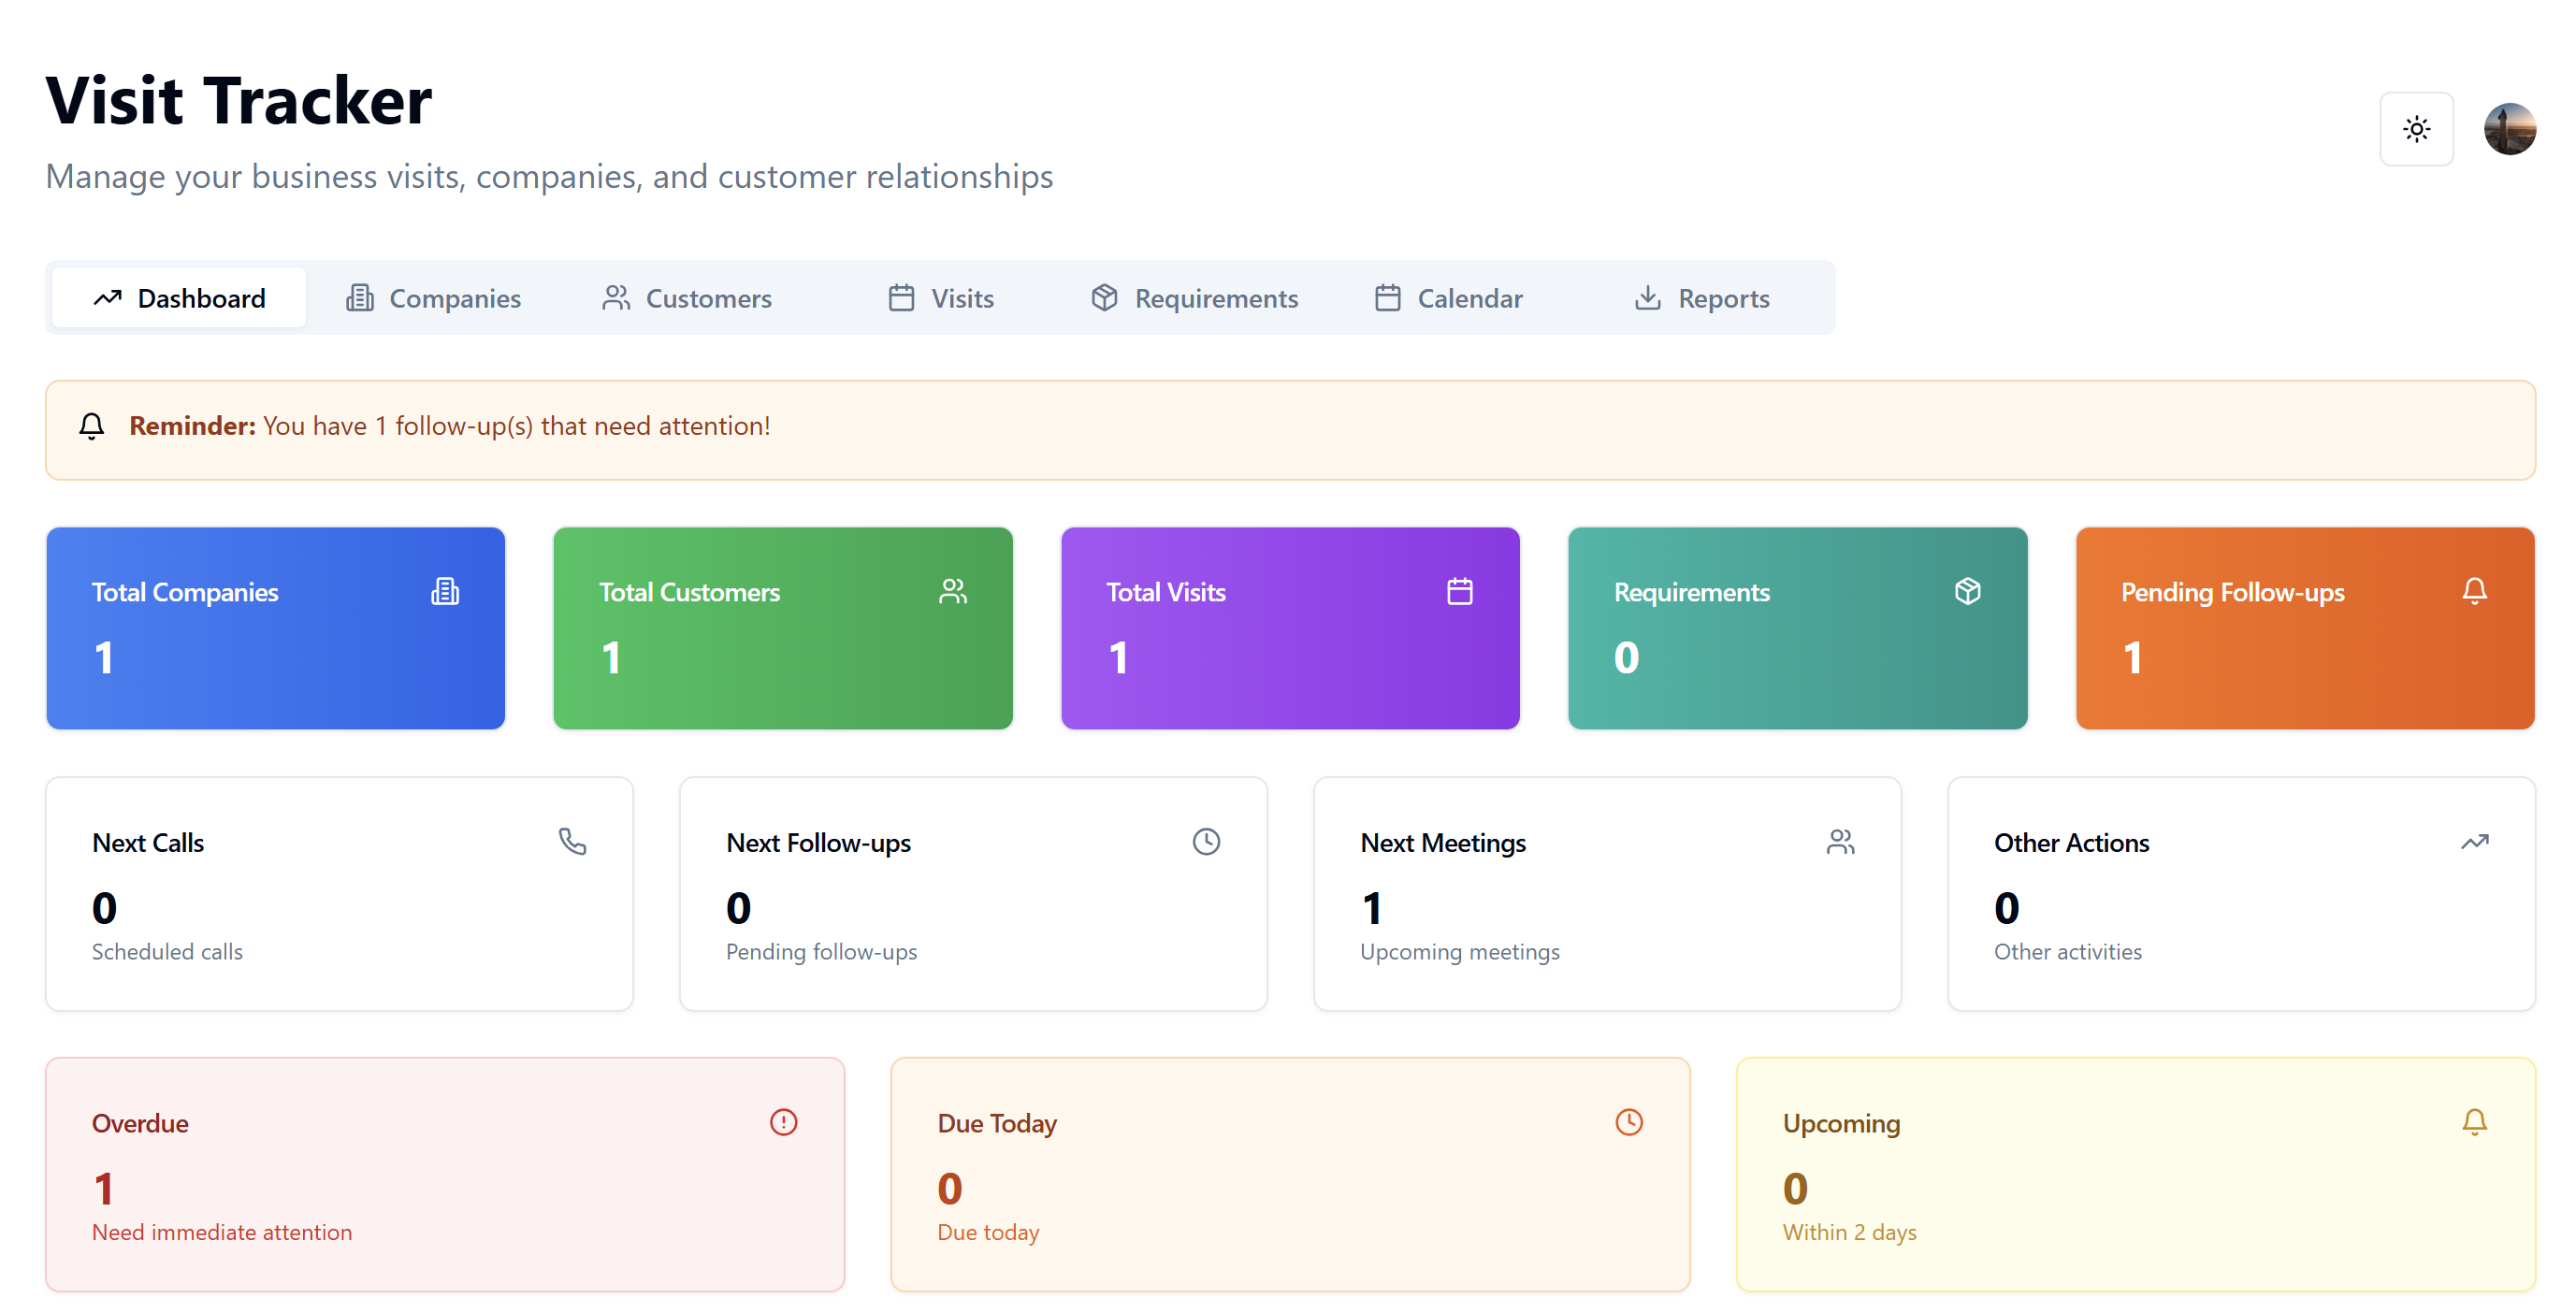 Visit Tracker
Manage your business visits, companies, and customer relationships
Dashboard Companies Customers Visits Requirements Calendar Reports
Reminder: You have 1 follow-up(s) that need attention!
Total Companies Total Customers Total Visits Requirements Pending Follow-ups
1 1 1 0 1
Next Calls Next Follow-ups Next Meetings Other Actions
0 0 1 0
Scheduled calls Pending follow-ups Upcoming meetings Other activities
Overdue Due Today Upcoming
1 0 0
Need immediate attention Due today Within 2 days